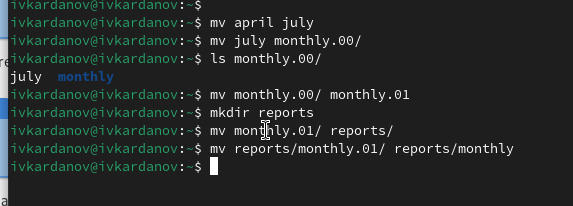 ivkardanov@ivkardanov:~$
ivkardanov@ivkardanov:~$ mv april july
ivkardanov@ivkardanov:~$ mv july monthly.00/
ivkardanov@ivkardanov:~$ ls monthly.00/
july  monthly
ivkardanov@ivkardanov:~$ mv monthly.00/ monthly.01
ivkardanov@ivkardanov:~$ mkdir reports
ivkardanov@ivkardanov:~$ mv monthly.01/ reports/
ivkardanov@ivkardanov:~$ mv reports/monthly.01/ reports/monthly
ivkardanov@ivkardanov:~$